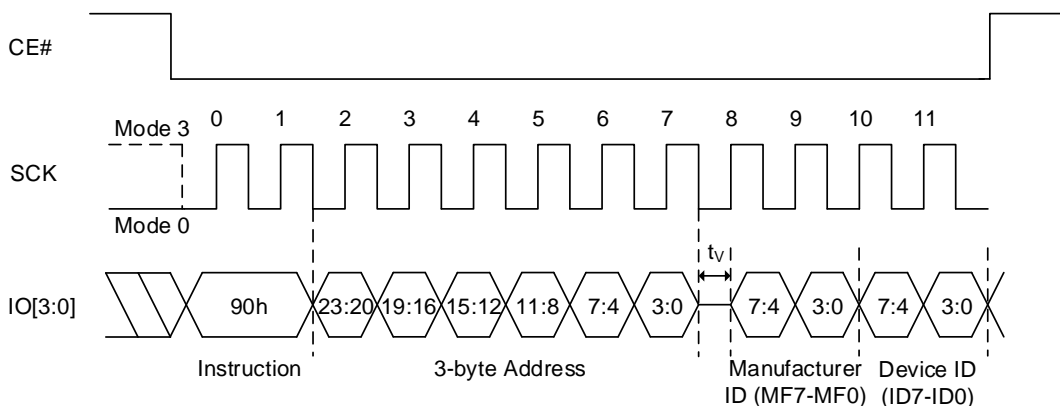 CE#
0 1 2 3 4 5 6 7 8 9 10 11
Mode 3
SCK
Mode 0
tV
IO[3:0] 90h 23:20 19:16 15:12 11:8 7:4 3:0 7:4 3:0 7:4 3:0
Instruction 3-byte Address Manufacturer Device ID
ID (MF7-MF0) (ID7-ID0)